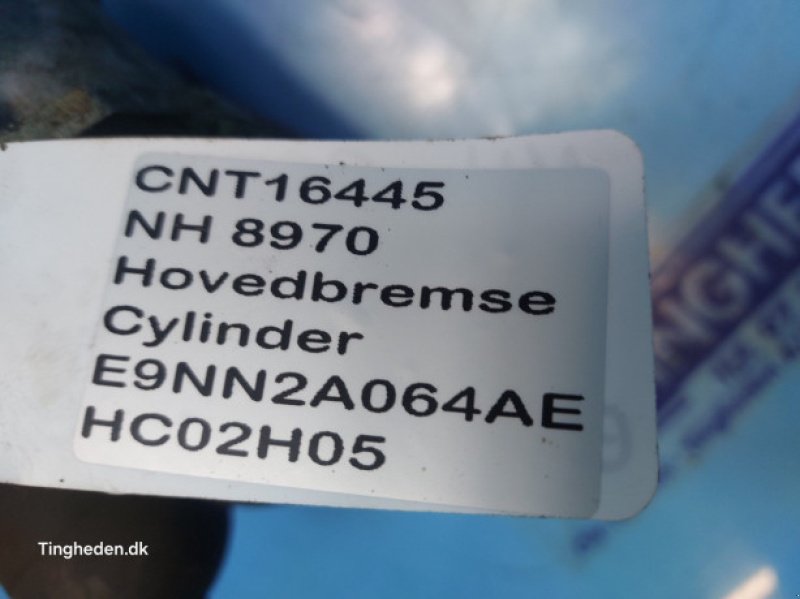 CNT16445
NH 8970
Hovedbremse
Cylinder
E9NN2A064AE
HC02H05
Tingheden.dk